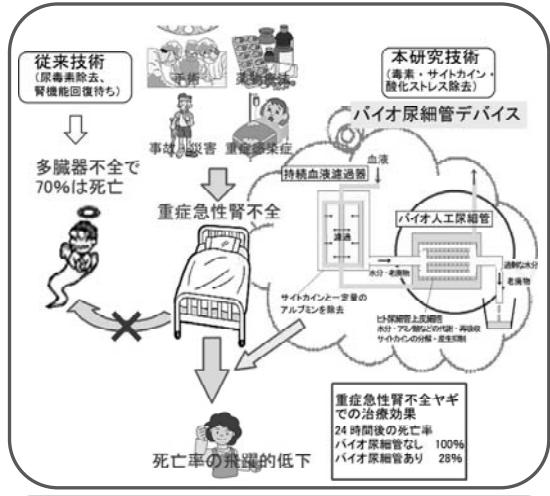 従来技術
(尿毒素除去、
腎機能回復待ち)
多臓器不全で
70%は死亡
手術
薬物療法
事故・災害
重症感染症
重症急性腎不全
死亡率の飛躍的低下
本研究技術
(毒素・サイトカイン・
酸化ストレス除去)
バイオ尿細管デバイス
血液
持続血液濾過器
濾過
バイオ人工尿細管
水分・老廃物
過剰な水分
老廃物
サイトカインと一定量の
アルブミンを除去
ヒト尿細管上皮細胞
水分・アミノ酸などの代謝・再吸収
サイトカインの分解・産生抑制
重症急性腎不全ヤギ
での治療効果
24時間後の死亡率
バイオ尿細管なし 100%
バイオ尿細管あり 28%